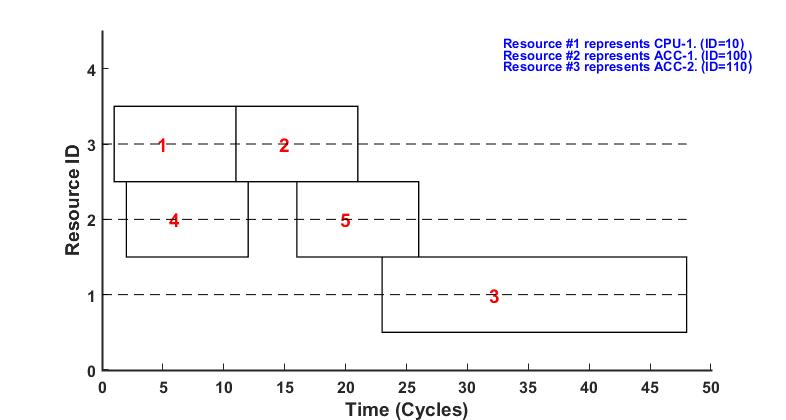 Resource #1 represents CPU-1. (ID=10)
Resource #2 represents ACC-1. (ID=100)
Resource #3 represents ACC-2. (ID=110)
4
3
2
1
0
Resource ID
1
2
4
5
3
0 5 10 15 20 25 30 35 40 45 50
Time (Cycles)